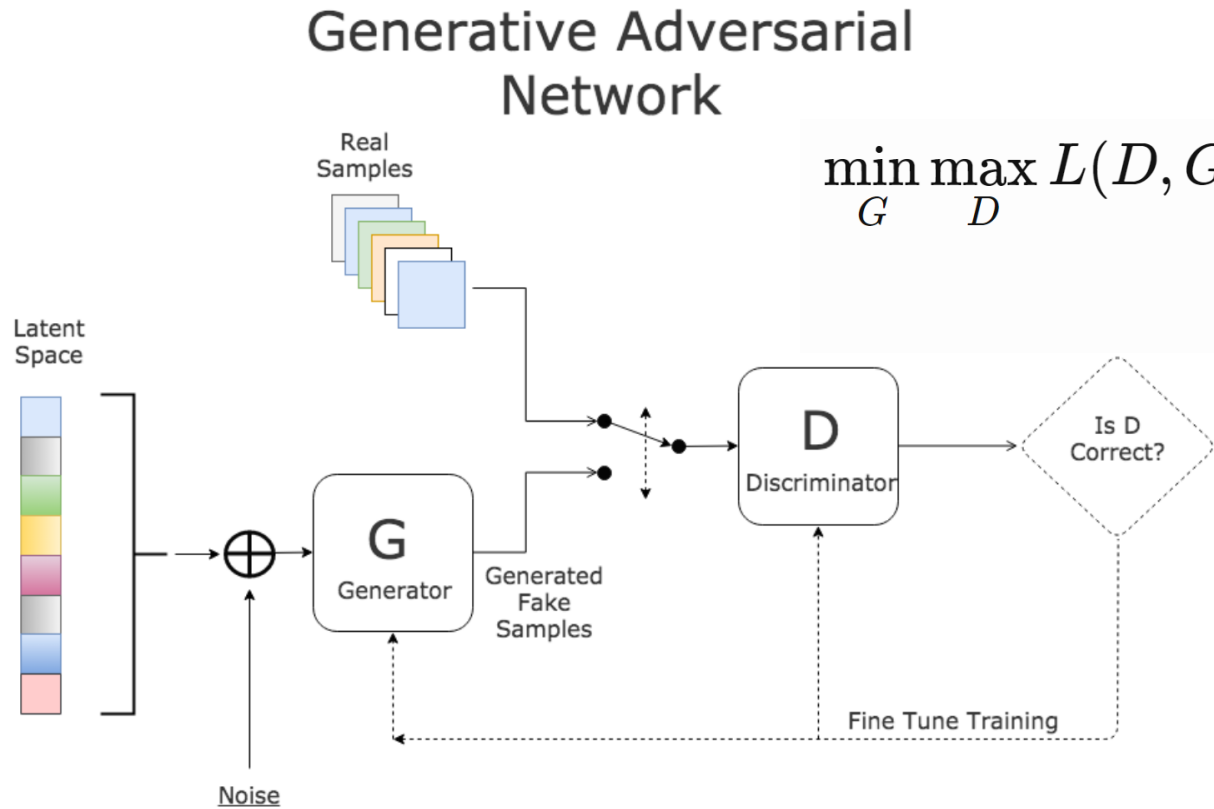 Generative Adversarial
Network
Real
Samples
min max L(D, G
G D
Latent
Space
D
Discriminator
Is D
Correct?
G
Generator
Generated
Fake
Samples
Fine Tune Training
Noise